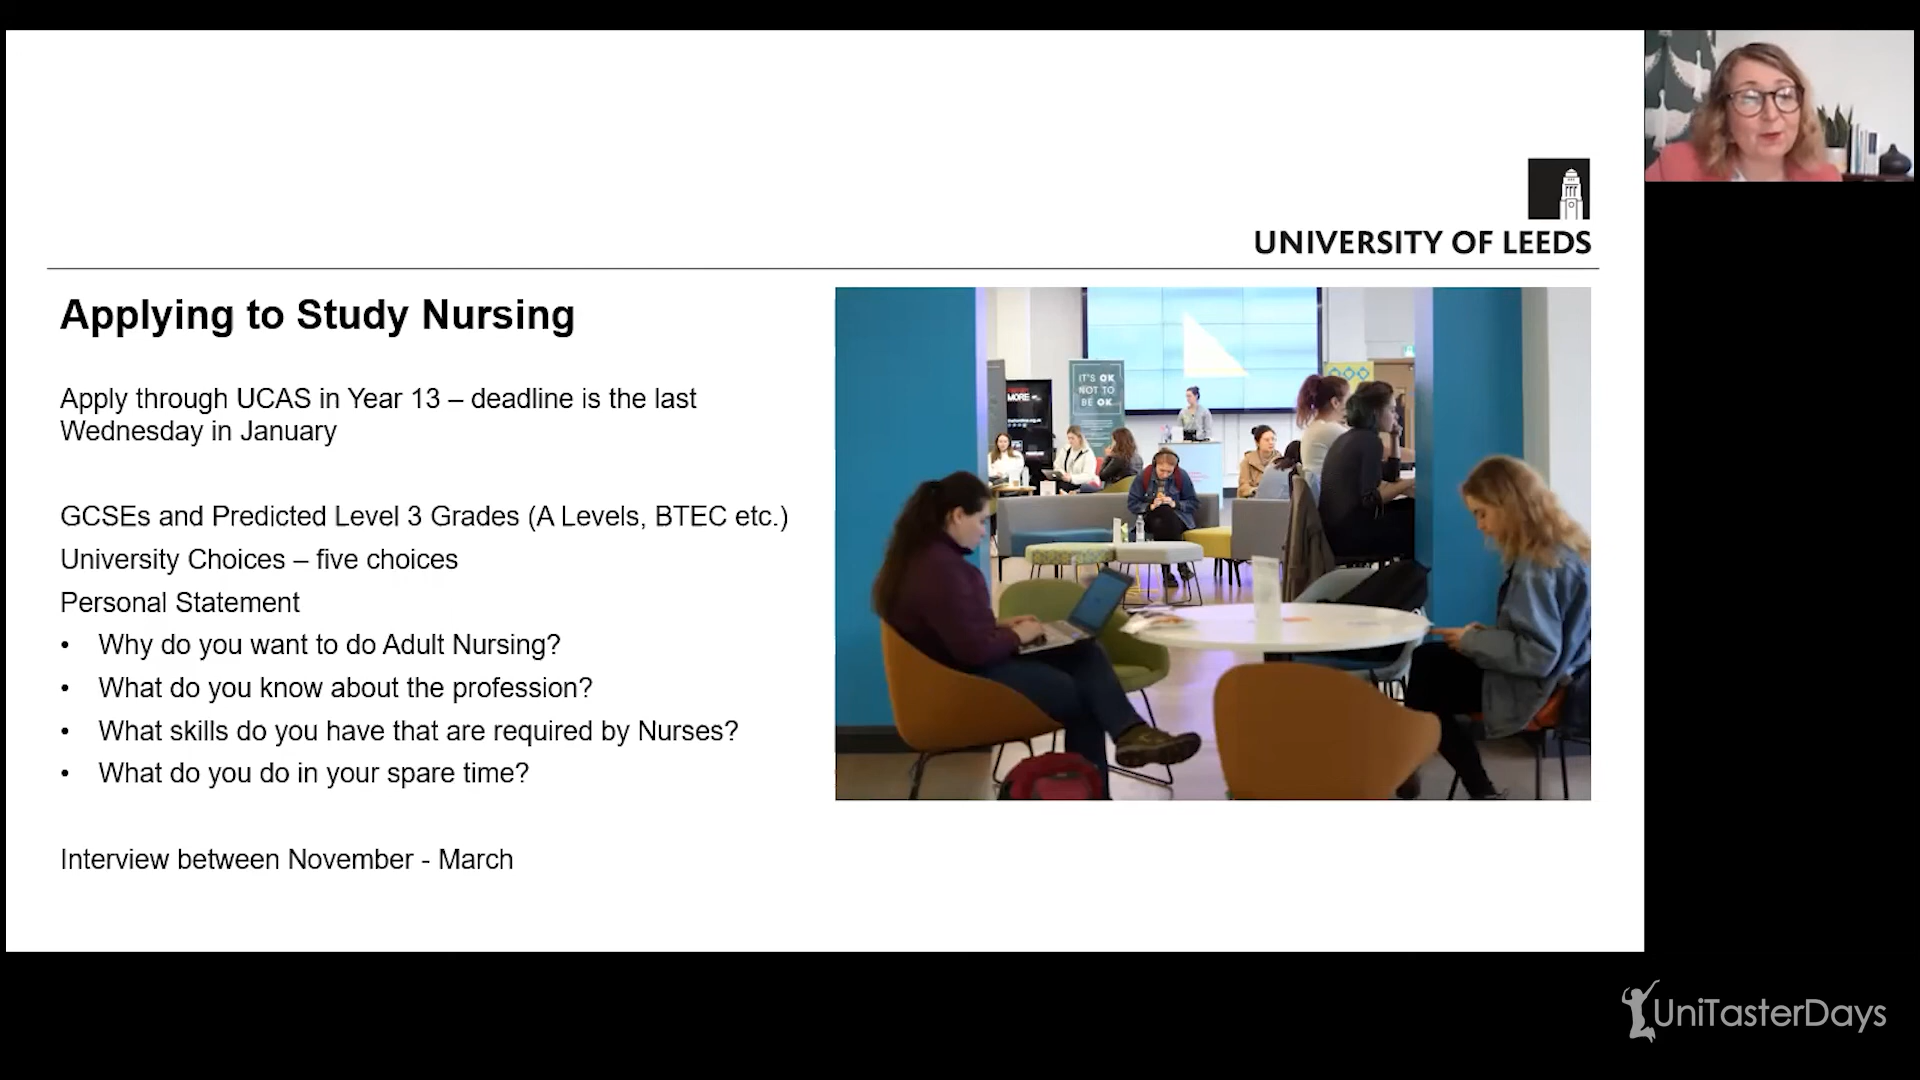 UNIVERSITY OF LEEDS
Applying to Study Nursing
Apply through UCAS in Year 13 – deadline is the last
Wednesday in January
GCSEs and Predicted Level 3 Grades (A Levels, BTEC etc.)
University Choices – five choices
Personal Statement
• Why do you want to do Adult Nursing?
• What do you know about the profession?
• What skills do you have that are required by Nurses?
• What do you do in your spare time?
Interview between November - March
MORE
IT'S OK
NOT TO
BE OK
UniTasterDays